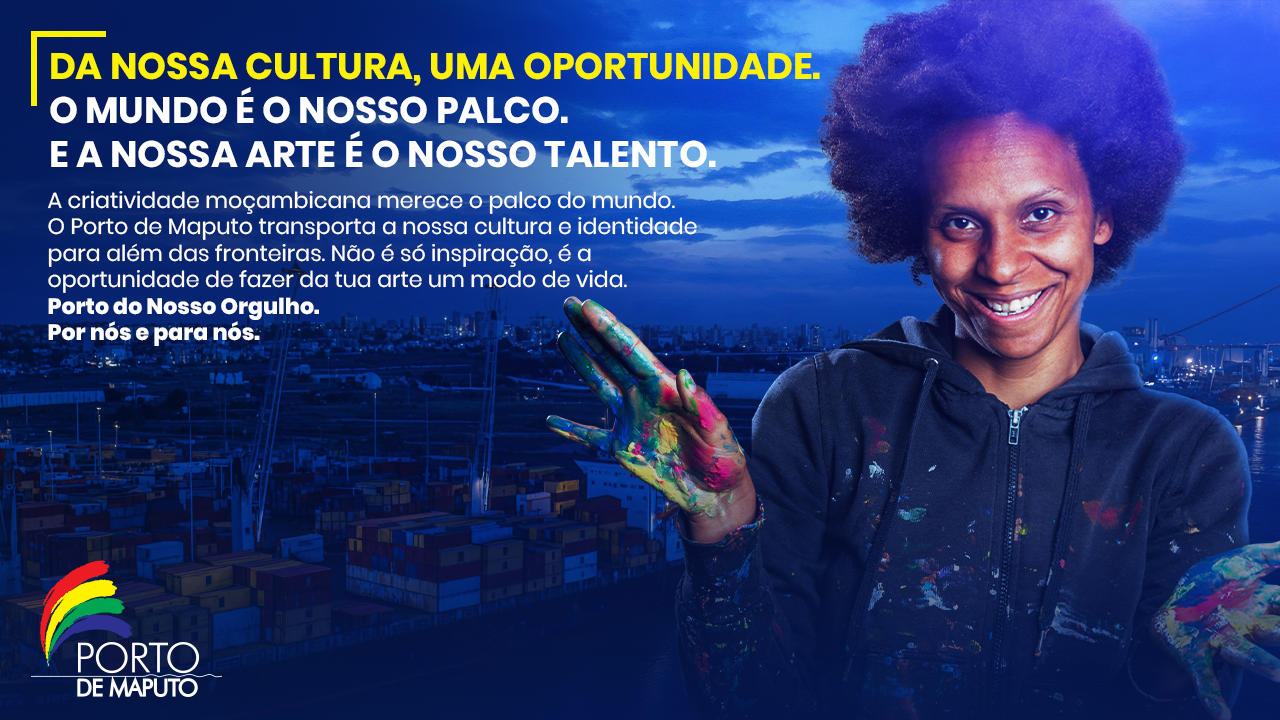 DA NOSSA CULTURA, UMA OPORTUNIDADE.
O MUNDO É O NOSSO PALCO.
E A NOSSA ARTE É O NOSSO TALENTO.
A criatividade moçambicana merece o palco do mundo.
O Porto de Maputo transporta a nossa cultura e identidade
para além das fronteiras. Não é só inspiração, é a
oportunidade de fazer da tua arte um modo de vida.
Porto do Nosso Orgulho.
Por nós e para nós.
PORTO
DE MAPUTO